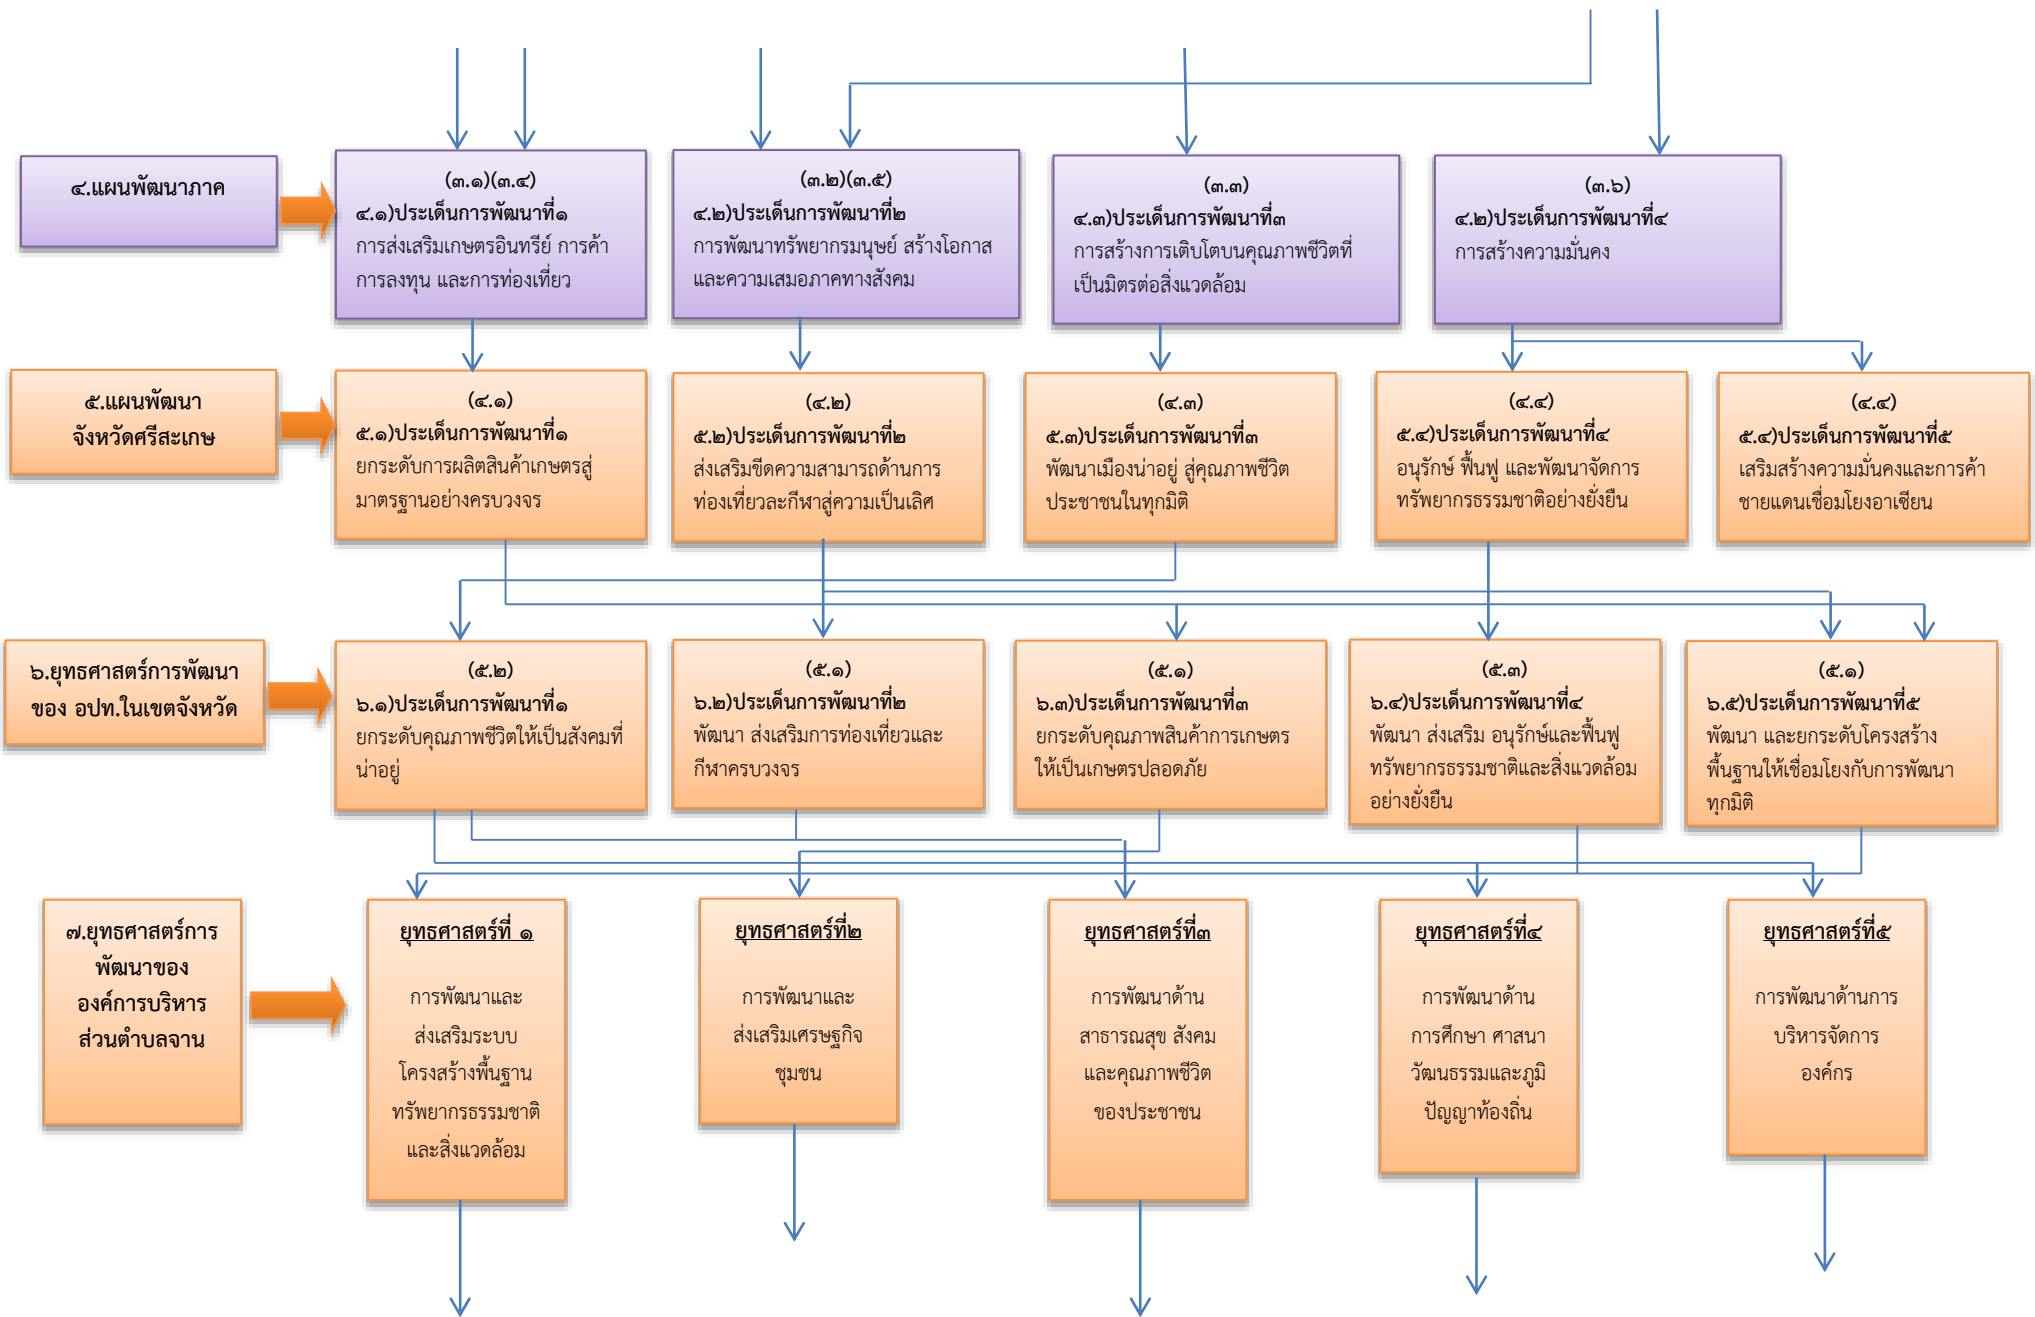 ๔.แผนพัฒนาภาค
(๓.๑)(๓.๔)
๔.๑)ประเด็นการพัฒนาที่๑
การส่งเสริมเกษตรอินทรีย์ การค้า
การลงทุน และการท่องเที่ยว
(๓.๒)(๓.๕)
๔.๒)ประเด็นการพัฒนาที่๒
การพัฒนาทรัพยากรมนุษย์ สร้างโอกาส
และความเสมอภาคทางสังคม
(๓.๓)
๔.๓)ประเด็นการพัฒนาที่๓
การสร้างการเติบโตบนคุณภาพชีวิตที่
เป็นมิตรต่อสิ่งแวดล้อม
(๓.๖)
๔.๒)ประเด็นการพัฒนาที่๔
การสร้างความมั่นคง
๕.แผนพัฒนา
จังหวัดศรีสะเกษ
(๔.๑)
๕.๑)ประเด็นการพัฒนาที่๑
ยกระดับการผลิตสินค้าเกษตรสู่
มาตรฐานอย่างครบวงจร
(๔.๒)
๕.๒)ประเด็นการพัฒนาที่๒
ส่งเสริมขีดความสามารถด้านการ
ท่องเที่ยวละกีฬาสู่ความเป็นเลิศ
(๔.๓)
๕.๓)ประเด็นการพัฒนาที่๓
พัฒนาเมืองน่าอยู่ สู่คุณภาพชีวิต
ประชาชนในทุกมิติ
(๔.๔)
๕.๔)ประเด็นการพัฒนาที่๔
อนุรักษ์ ฟื้นฟู และพัฒนาจัดการ
ทรัพยากรธรรมชาติอย่างยั่งยืน
(๔.๔)
๕.๔)ประเด็นการพัฒนาที่๕
เสริมสร้างความมั่นคงและการค้า
ชายแดนเชื่อมโยงอาเซียน
๖.ยุทธศาสตร์การพัฒนา
ของ อปท.ในเขตจังหวัด
(๕.๒)
๖.๑)ประเด็นการพัฒนาที่๑
ยกระดับคุณภาพชีวิตให้เป็นสังคมที่
น่าอยู่
(๕.๑)
๖.๒)ประเด็นการพัฒนาที่๒
พัฒนา ส่งเสริมการท่องเที่ยวและ
กีฬาครบวงจร
(๕.๑)
๖.๓)ประเด็นการพัฒนาที่๓
ยกระดับคุณภาพสินค้าการเกษตร
ให้เป็นเกษตรปลอดภัย
(๕.๓)
๖.๔)ประเด็นการพัฒนาที่๔
พัฒนา ส่งเสริม อนุรักษ์และฟื้นฟู
ทรัพยากรธรรมชาติและสิ่งแวดล้อม
อย่างยั่งยืน
(๕.๑)
๖.๕)ประเด็นการพัฒนาที่๕
พัฒนา และยกระดับโครงสร้าง
พื้นฐานให้เชื่อมโยงกับการพัฒนา
ทุกมิติ
๗.ยุทธศาสตร์การ
พัฒนาของ
องค์การบริหาร
ส่วนตำบลจาน
ยุทธศาสตร์ที่ ๑
การพัฒนาและ
ส่งเสริมระบบ
โครงสร้างพื้นฐาน
ทรัพยากรธรรมชาติ
และสิ่งแวดล้อม
ยุทธศาสตร์ที่๒
การพัฒนาและ
ส่งเสริมเศรษฐกิจ
ชุมชน
ยุทธศาสตร์ที่๓
การพัฒนาด้าน
สาธารณสุข สังคม
และคุณภาพชีวิต
ของประชาชน
ยุทธศาสตร์ที่๔
การพัฒนาด้าน
การศึกษา ศาสนา
วัฒนธรรมและภูมิ
ปัญญาท้องถิ่น
ยุทธศาสตร์ที่๕
การพัฒนาด้านการ
บริหารจัดการ
องค์กร